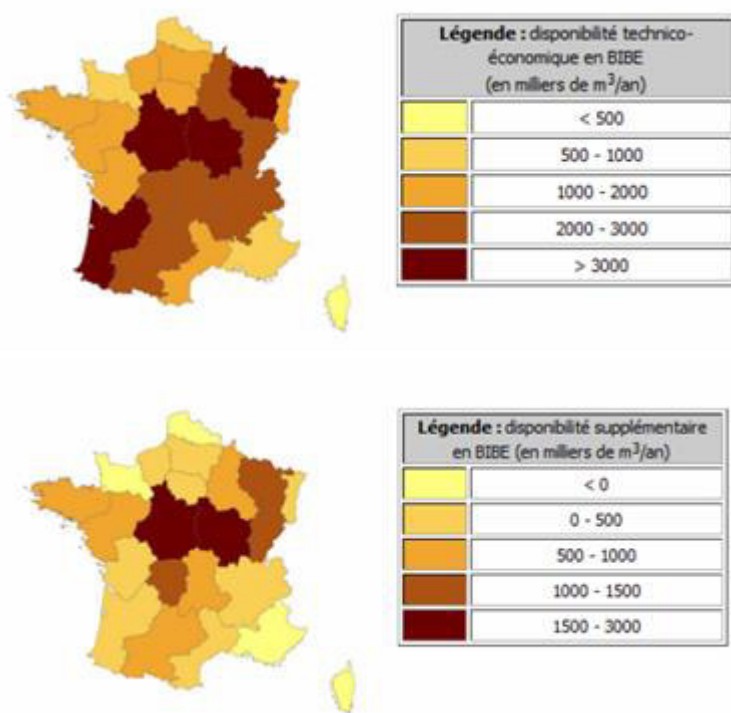 Légende : disponibilité technico-
économique en BIBE
(en milliers de m³/an)
< 500
500 - 1000
1000 - 2000
2000 - 3000
> 3000
Légende : disponibilité supplémentaire
en BIBE (en milliers de m³/an)
< 0
0 - 500
500 - 1000
1000 - 1500
1500 - 3000